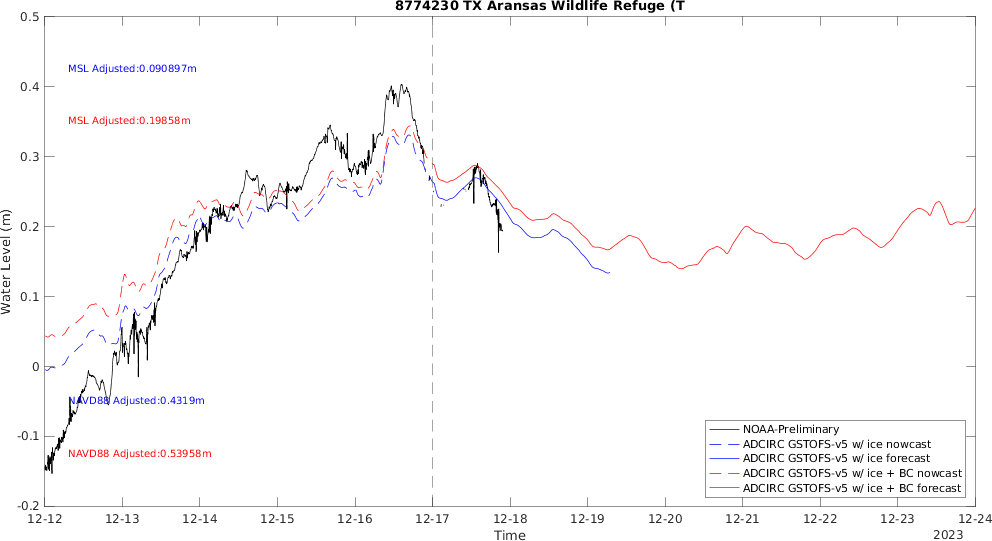 8774230 TX Aransas Wildlife Refuge (T
0.5
0.4
0.3
0.2
0.1
0
-0.1
-0.2
Water Level (m)
MSL Adjusted:0.090897m
MSL Adjusted:0.19858m
NAVD88 Adjusted:0.4319m
NAVD88 Adjusted:0.53958m
NOAA-Preliminary
ADCIRC GSTOFS-v5 w/ ice nowcast
ADCIRC GSTOFS-v5 w/ ice forecast
ADCIRC GSTOFS-v5 w/ ice + BC nowcast
ADCIRC GSTOFS-v5 w/ ice + BC forecast
12-12 12-13 12-14 12-15 12-16 12-17 12-18 12-19 12-20 12-21 12-22 12-23 12-24
Time
2023